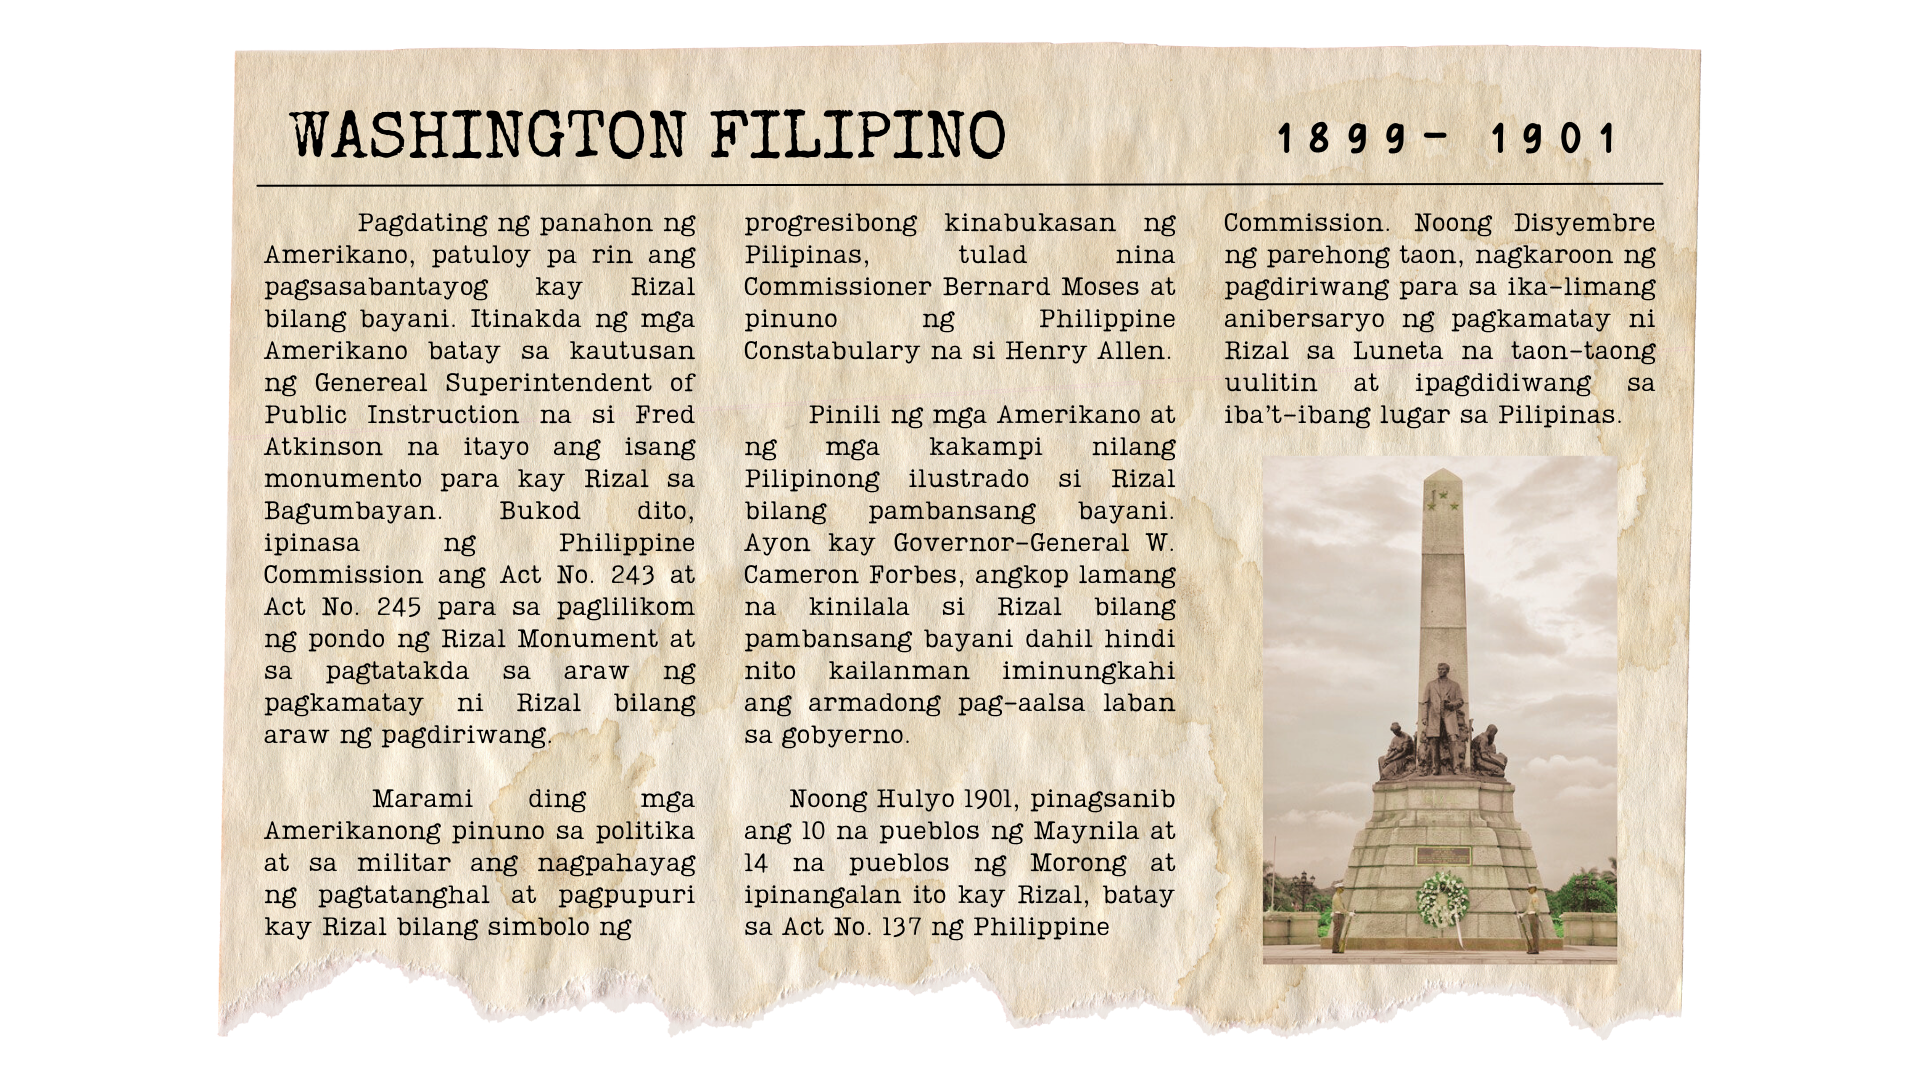 WASHINGTON FILIPINO
1899- 1901
Pagdating ng panahon ng
Amerikano, patuloy pa rin ang
pagsasabantayog kay Rizal
bilang bayani. Itinakda ng mga
Amerikano batay sa kautusan
ng Genereal Superintendent of
Public Instruction na si Fred
Atkinson na itayo ang isang
monumento para kay Rizal sa
Bagumbayan. Bukod dito,
ipinasa ng Philippine
Commission ang Act No. 243 at
Act No. 245 para sa paglilikom
ng pondo ng Rizal Monument at
sa pagtatakda sa araw ng
pagkamatay ni Rizal bilang
araw ng pagdiriwang.
Marami ding mga
Amerikanong pinuno sa politika
at sa militar ang nagpahayag
ng pagtatanghal at pagpupuri
kay Rizal bilang simbolo ng
progresibong kinabukasan ng
Pilipinas, tulad nina
Commissioner Bernard Moses at
pinuno ng Philippine
Constabulary na si Henry Allen.
Pinili ng mga Amerikano at
ng mga kakampi nilang
Pilipinong ilustrado si Rizal
bilang pambansang bayani.
Ayon kay Governor-General W.
Cameron Forbes, angkop lamang
na kinilala si Rizal bilang
pambansang bayani dahil hindi
nito kailanman iminungkahi
ang armadong pag-aalsa laban
sa gobyerno.
Noong Hulyo 1901, pinagsanib
ang 10 na pueblos ng Maynila at
14 na pueblos ng Morong at
ipinangalan ito kay Rizal, batay
sa Act No. 137 ng Philippine
Commission. Noong Disyembre
ng parehong taon, nagkaroon ng
pagdiriwang para sa ika-limang
anibersaryo ng pagkamatay ni
Rizal sa Luneta na taon-taong
uulitin at ipagdidiwang sa
iba't-ibang lugar sa Pilipinas.